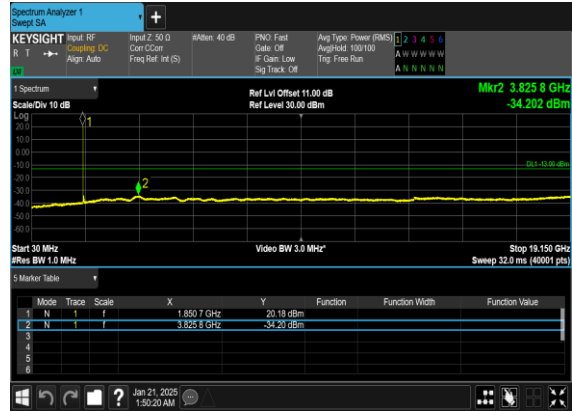 Spectrum Analyzer 1
Swept SA
+
KEYSIGHT
R T
Input: RF
Coupling: DC
Align: Auto
Input Z: 50 Ω
Corr CCorr
Freq Ref: Int (S)
#Atten: 40 dB
PNO: Fast
Gate: Off
IF Gain: Low
Sig Track: Off
Avg Type: Power (RMS)
Avg|Hold: 100/100
Trig: Free Run
1 2 3 4 5 6
A W W W W W
A N N N N N
1 Spectrum
Scale/Div 10 dB
Ref Lvl Offset 11.00 dB
Ref Level 30.00 dBm
Mkr2 3.825 8 GHz
-34.202 dBm
Log
20.0
10.0
0.00
-10.0
-20.0
-30.0
-40.0
-50.0
-60.0
1
2
DL1 -13.00 dBm
Start 30 MHz
#Res BW 1.0 MHz
Video BW 3.0 MHz*
Stop 19.150 GHz
Sweep 32.0 ms (40001 pts)
5 Marker Table
Mode Trace Scale X Y Function Function Width Function Value
1 N 1 f 1.850 7 GHz 20.18 dBm
2 N 1 f 3.825 8 GHz -34.20 dBm
3
4
5
6
?
Jan 21, 2025
1:50:20 AM